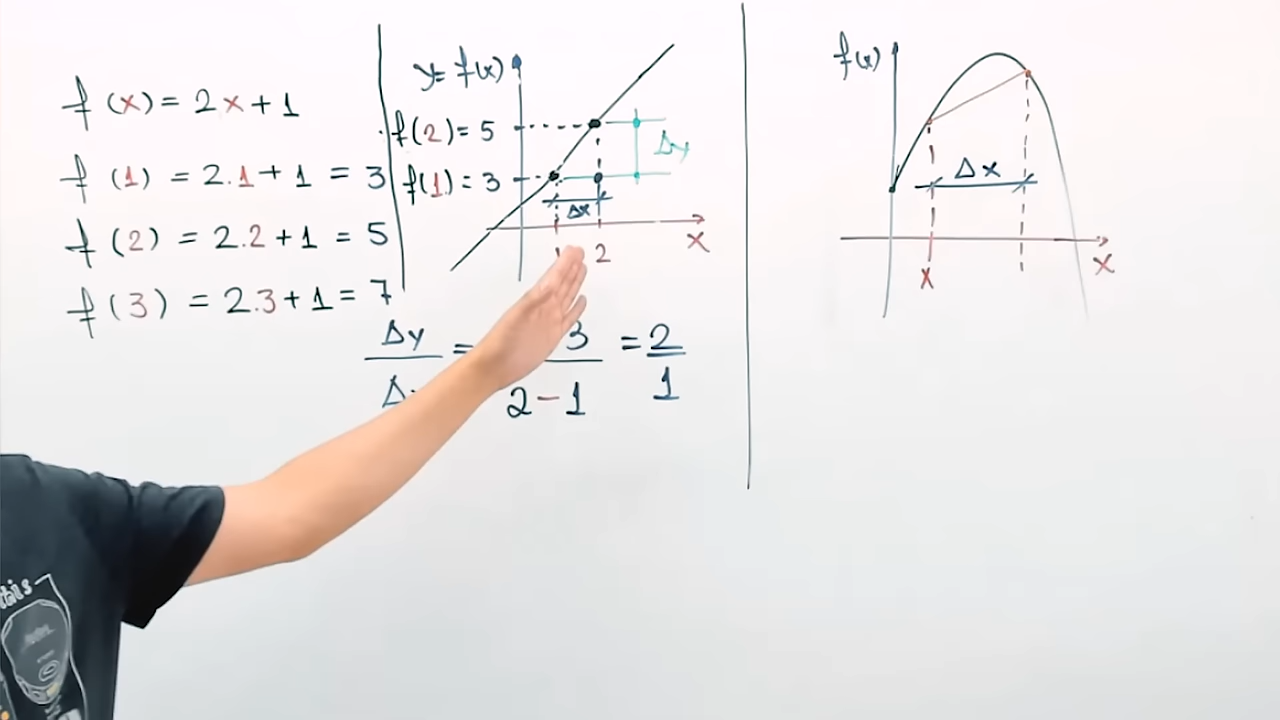 f(x) = 2x + 1
f(1) = 2.1 + 1 = 3
f(2) = 2.2 + 1 = 5
f(3) = 2.3 + 1 = 7
y = f(x)
f(2) = 5
f(1) = 3
Δy
Δx
2
x
Δy = 3 = 2
2 - 1 1
f(x)
Δx
x
x